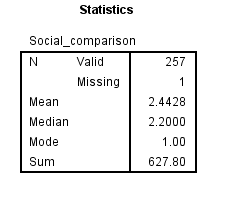 Statistics
Social_comparison
N Valid 257
Missing 1
Mean 2.4428
Median 2.2000
Mode 1.00
Sum 627.80